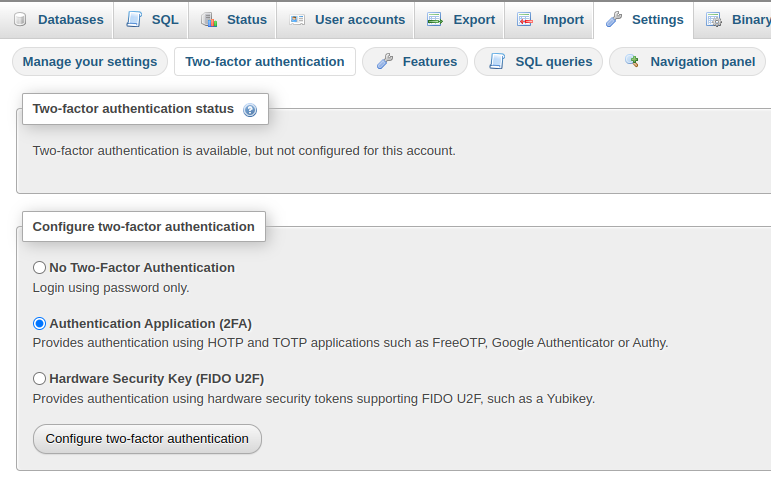 Databases SQL Status User accounts Export Import Settings Binary
Manage your settings Two-factor authentication Features SQL queries Navigation panel
Two-factor authentication status
Two-factor authentication is available, but not configured for this account.
Configure two-factor authentication
No Two-Factor Authentication
Login using password only.
Authentication Application (2FA)
Provides authentication using HOTP and TOTP applications such as FreeOTP, Google Authenticator or Authy.
Hardware Security Key (FIDO U2F)
Provides authentication using hardware security tokens supporting FIDO U2F, such as a Yubikey.
Configure two-factor authentication